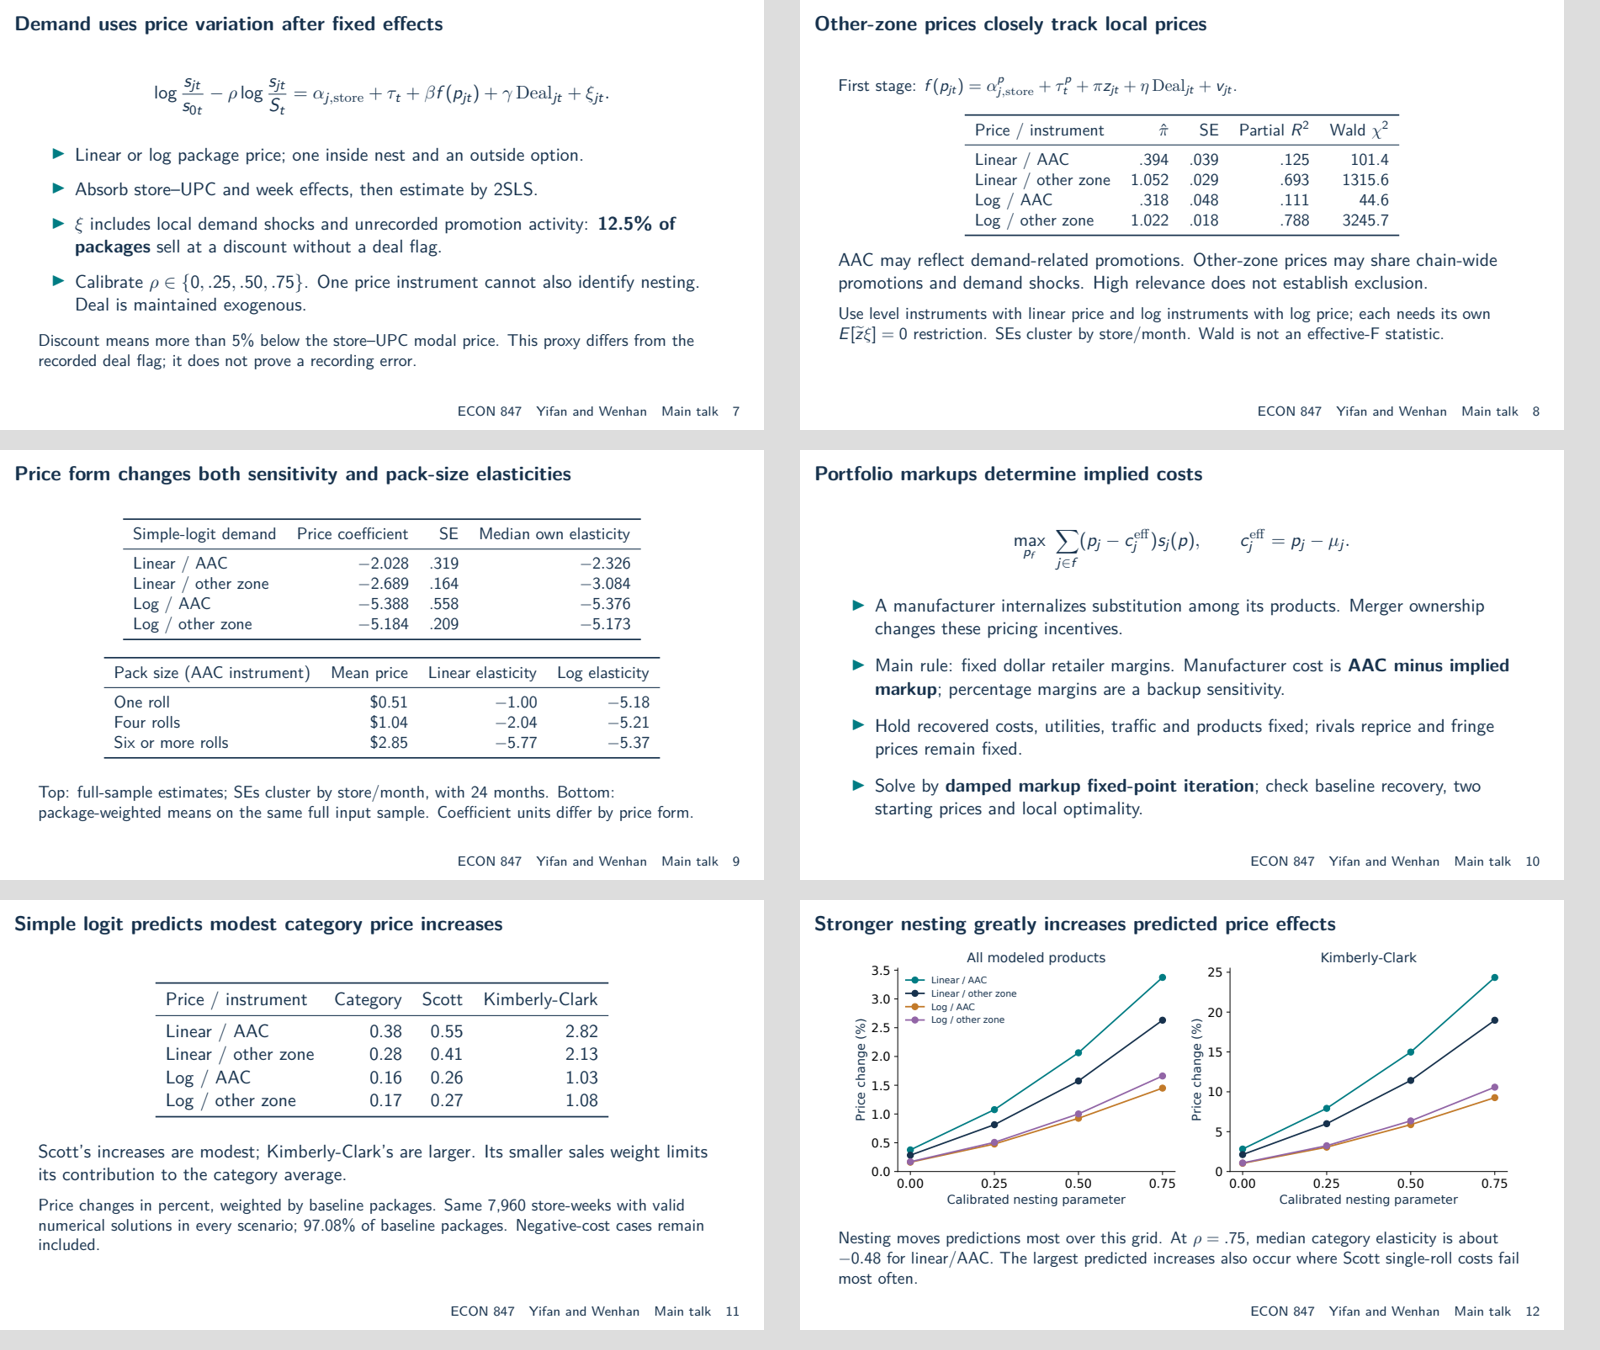 Demand uses price variation after fixed effects
log s_jt/s_0t − ρ log s_jt/S_t = α_j,store + τ_t + βf(p_jt) + γ Deal_jt + ξ_jt.
Linear or log package price; one inside nest and an outside option.
Absorb store–UPC and week effects, then estimate by 2SLS.
ξ includes local demand shocks and unrecorded promotion activity: 12.5% of
packages sell at a discount without a deal flag.
Calibrate ρ ∈ {0, .25, .50, .75}. One price instrument cannot also identify nesting.
Deal is maintained exogenous.
Discount means more than 5% below the store–UPC modal price. This proxy differs from the
recorded deal flag; it does not prove a recording error.
ECON 847 Yifan and Wenhan Main talk 7
Other-zone prices closely track local prices
First stage: f(p_jt) = α^p_j,store + τ^p_t + πz_jt + η Deal_jt + ν_jt.
Price / instrument π̂ SE Partial R² Wald χ²
Linear / AAC .394 .039 .125 101.4
Linear / other zone 1.052 .029 .693 1315.6
Log / AAC .318 .048 .111 44.6
Log / other zone 1.022 .018 .788 3245.7
AAC may reflect demand-related promotions. Other-zone prices may share chain-wide
promotions and demand shocks. High relevance does not establish exclusion.
Use level instruments with linear price and log instruments with log price; each needs its own
E[z̃ξ] = 0 restriction. SEs cluster by store/month. Wald is not an effective-F statistic.
ECON 847 Yifan and Wenhan Main talk 8
Price form changes both sensitivity and pack-size elasticities
Simple-logit demand Price coefficient SE Median own elasticity
Linear / AAC −2.028 .319 −2.326
Linear / other zone −2.689 .164 −3.084
Log / AAC −5.388 .558 −5.376
Log / other zone −5.184 .209 −5.173
Pack size (AAC instrument) Mean price Linear elasticity Log elasticity
One roll $0.51 −1.00 −5.18
Four rolls $1.04 −2.04 −5.21
Six or more rolls $2.85 −5.77 −5.37
Top: full-sample estimates; SEs cluster by store/month, with 24 months. Bottom:
package-weighted means on the same full input sample. Coefficient units differ by price form.
ECON 847 Yifan and Wenhan Main talk 9
Portfolio markups determine implied costs
max_p_f ∑_j∈f (p_j − c_j^eff)s_j(p), c_j^eff = p_j − μ_j.
A manufacturer internalizes substitution among its products. Merger ownership
changes these pricing incentives.
Main rule: fixed dollar retailer margins. Manufacturer cost is AAC minus implied
markup; percentage margins are a backup sensitivity.
Hold recovered costs, utilities, traffic and products fixed; rivals reprice and fringe
prices remain fixed.
Solve by damped markup fixed-point iteration; check baseline recovery, two
starting prices and local optimality.
ECON 847 Yifan and Wenhan Main talk 10
Simple logit predicts modest category price increases
Price / instrument Category Scott Kimberly-Clark
Linear / AAC 0.38 0.55 2.82
Linear / other zone 0.28 0.41 2.13
Log / AAC 0.16 0.26 1.03
Log / other zone 0.17 0.27 1.08
Scott's increases are modest; Kimberly-Clark's are larger. Its smaller sales weight limits
its contribution to the category average.
Price changes in percent, weighted by baseline packages. Same 7,960 store-weeks with valid
numerical solutions in every scenario; 97.08% of baseline packages. Negative-cost cases remain
included.
ECON 847 Yifan and Wenhan Main talk 11
Stronger nesting greatly increases predicted price effects
All modeled products
Price change (%)
3.5
3.0
2.5
2.0
1.5
1.0
0.5
0.0
Linear / AAC
Linear / other zone
Log / AAC
Log / other zone
0.00 0.25 0.50 0.75
Calibrated nesting parameter
Kimberly-Clark
Price change (%)
25
20
15
10
5
0
0.00 0.25 0.50 0.75
Calibrated nesting parameter
Nesting moves predictions most over this grid. At ρ = .75, median category elasticity is about
−0.48 for linear/AAC. The largest predicted increases also occur where Scott single-roll costs fail
most often.
ECON 847 Yifan and Wenhan Main talk 12